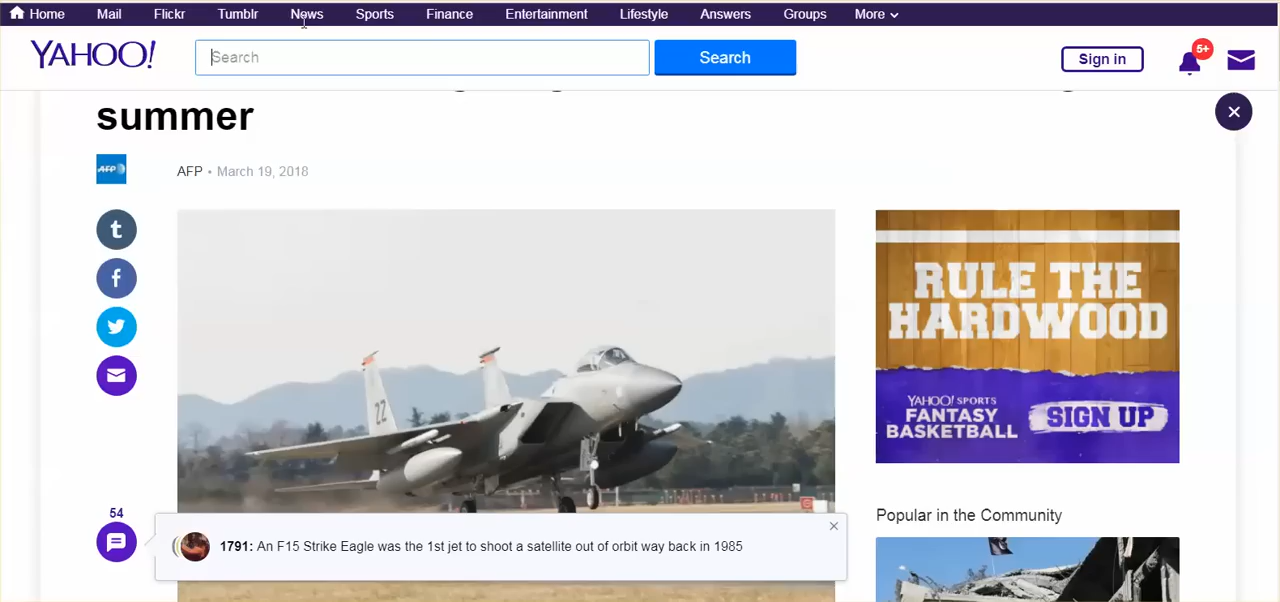 Home Mail Flickr Tumblr News Sports Finance Entertainment Lifestyle Answers Groups More
YAHOO! Search Search Sign in 5+
summer
AFP
AFP • March 19, 2018
t
f
ZZ
RULE THE
HARDWOOD
YAHOO! SPORTS
FANTASY
BASKETBALL
SIGN UP
Popular in the Community
54
1791: An F15 Strike Eagle was the 1st jet to shoot a satellite out of orbit way back in 1985